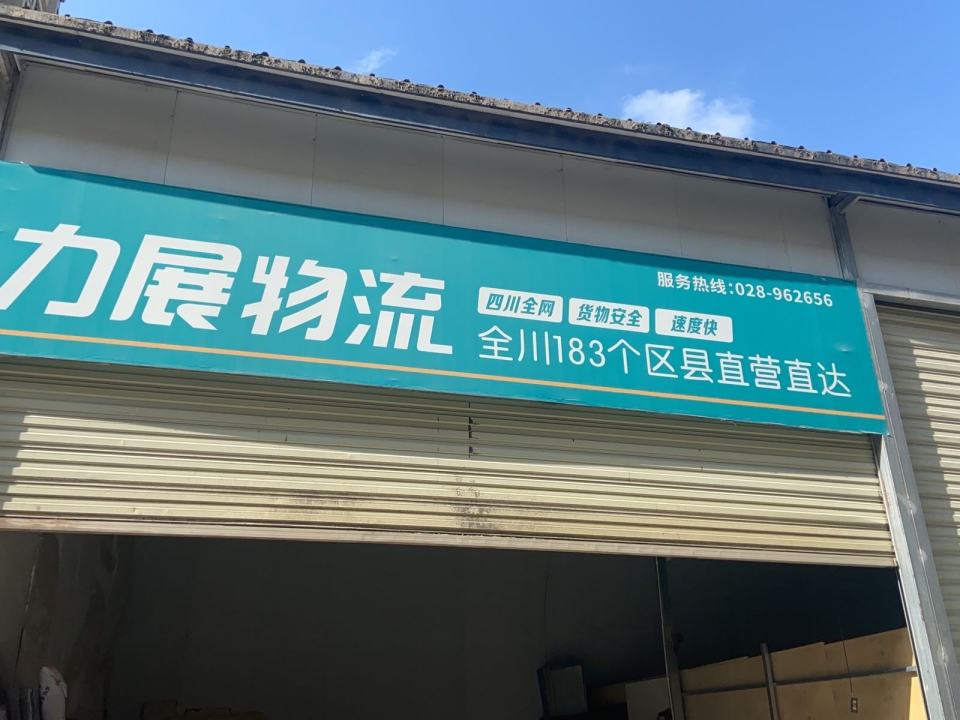 力展物流
服务热线:028-962656
四川全网 货物安全 速度快
全川183个区县直营直达